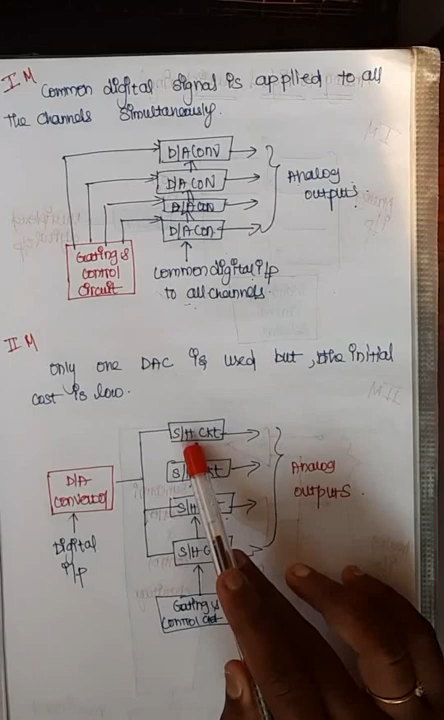 I M Common digital signal is applied to all
the channels simultaneously.
D/A CONV
D/A CON
D/A CON
D/A CON.
Analog
outputs.
Gating &
control
circuit
Common digital i/p
to all channels.
II M
Only one DAC is used but, the initial
cost is low.
S/H CKt
S/H
S/H
D/A
converter
Analog
outputs.
Digital
i/p
Gating &
control ckt